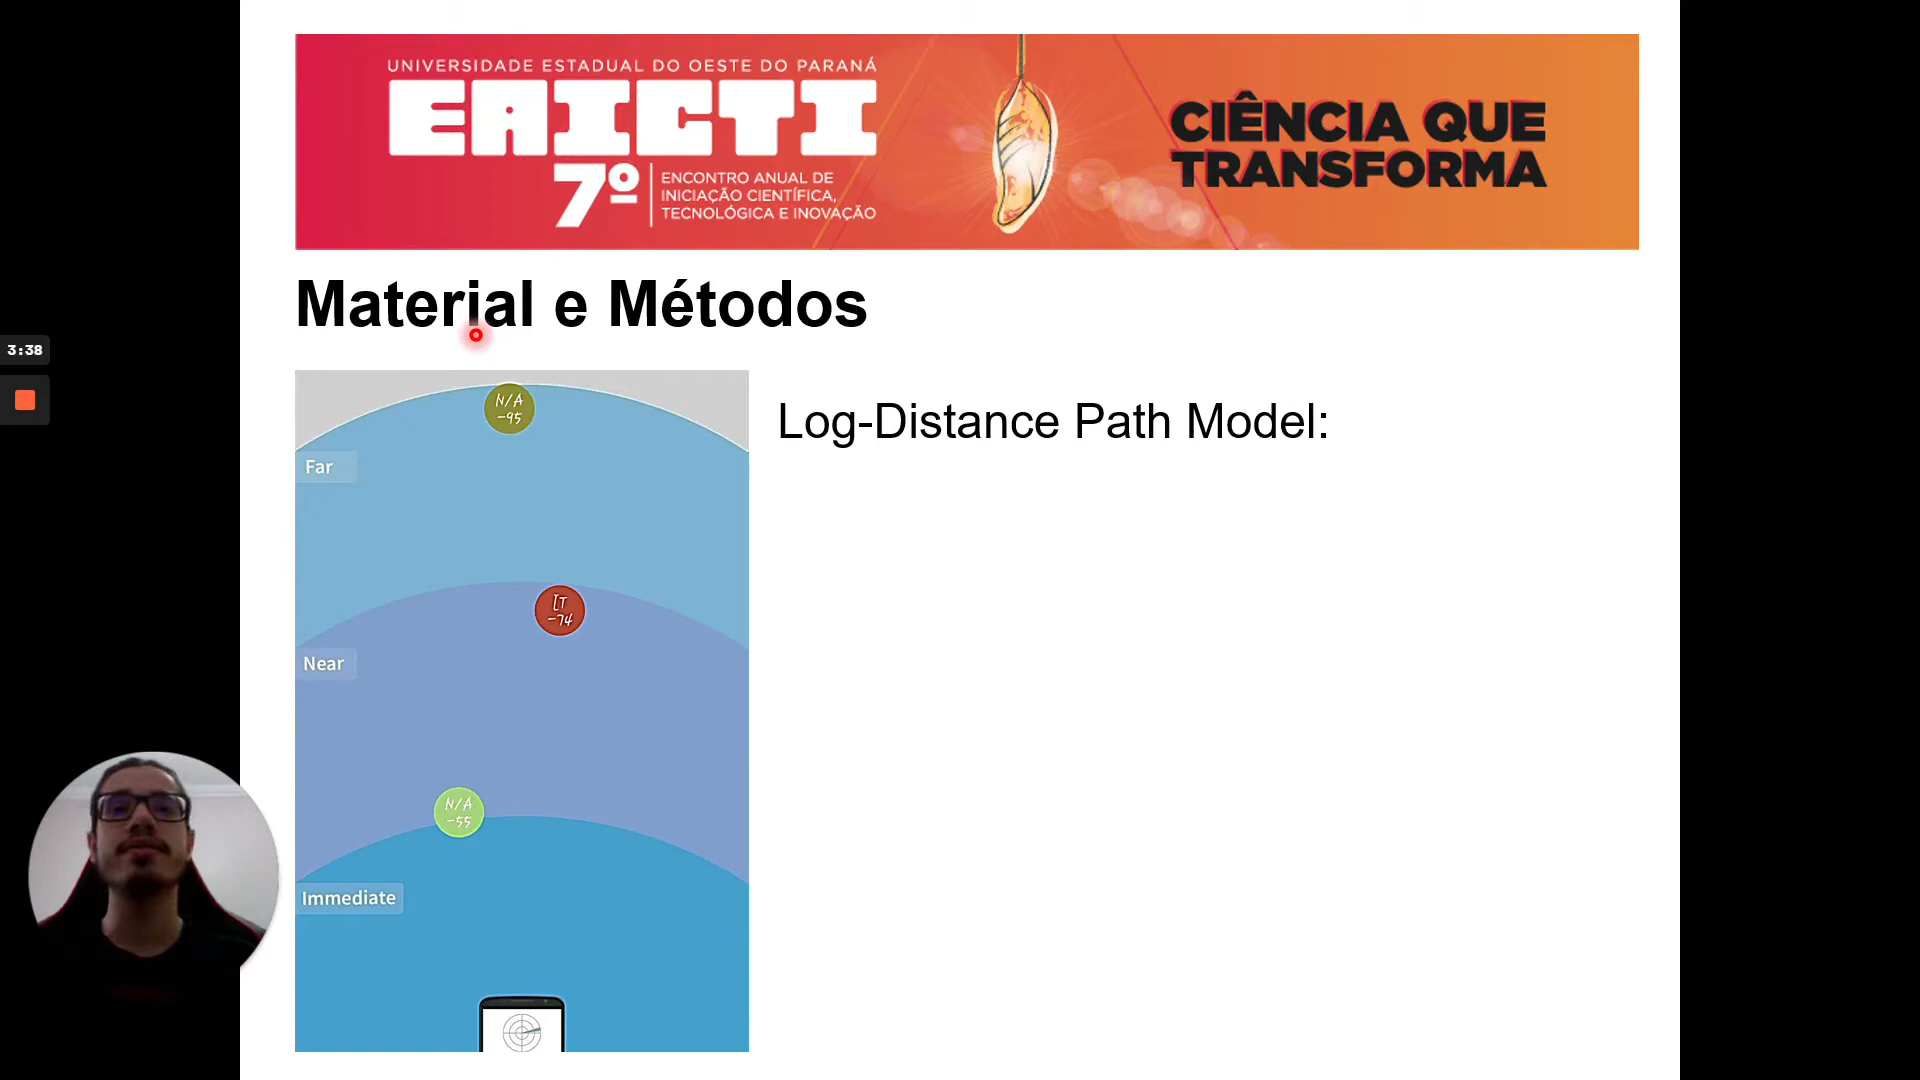 UNIVERSIDADE ESTADUAL DO OESTE DO PARANÁ
EAICTI
7º
ENCONTRO ANUAL DE
INICIAÇÃO CIENTÍFICA,
TECNOLÓGICA E INOVAÇÃO
CIÊNCIA QUE
TRANSFORMA
Material e Métodos
3:38
N/A
-95
Far
Log-Distance Path Model:
[T
-74
Near
N/A
-55
Immediate